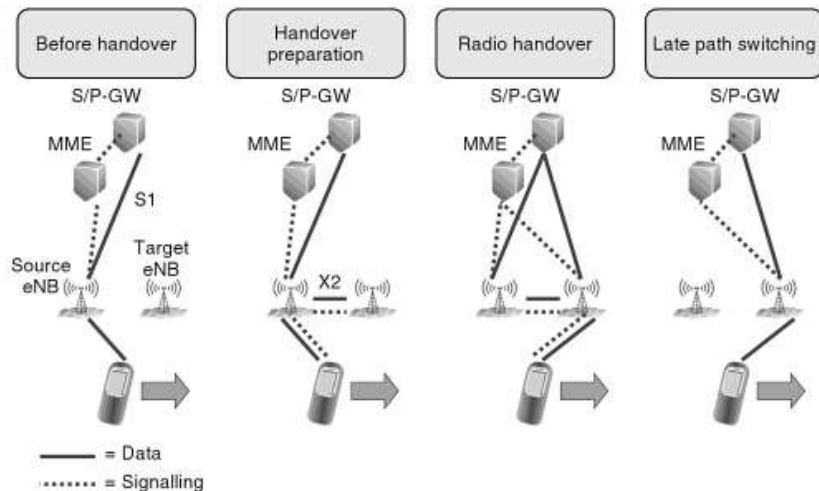 Before handover
Handover
preparation
Radio handover
Late path switching
S/P-GW
S/P-GW
S/P-GW
S/P-GW
MME
MME
MME
MME
S1
Source
eNB
Target
eNB
X2
= Data
= Signalling